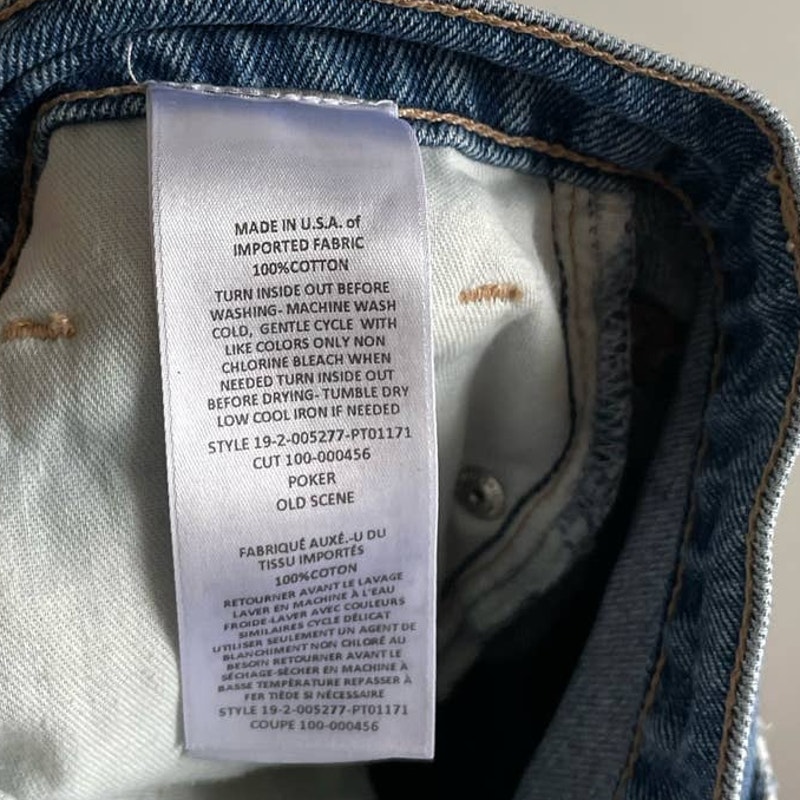 MADE IN U.S.A. of
IMPORTED FABRIC
100%COTTON
TURN INSIDE OUT BEFORE
WASHING- MACHINE WASH
COLD, GENTLE CYCLE WITH
LIKE COLORS ONLY NON
CHLORINE BLEACH WHEN
NEEDED TURN INSIDE OUT
BEFORE DRYING- TUMBLE DRY
LOW COOL IRON IF NEEDED
STYLE 19-2-005277-PT01171
CUT 100-000456
POKER
OLD SCENE
FABRIQUÉ AUXÉ.-U DU
TISSU IMPORTÉS
100%COTON
RETOURNER AVANT LE LAVAGE
LAVER EN MACHINE À L'EAU
FROIDE-LAVER AVEC COULEURS
SIMILAIRES CYCLE DÉLICAT
UTILISER SEULEMENT UN AGENT DE
BLANCHIMENT NON CHLORÉ AU
BESOIN RETOURNER AVANT LE
SÉCHAGE-SÉCHER EN MACHINE À
BASSE TEMPÉRATURE REPASSER À
FER TIÈDE SI NÉCESSAIRE
STYLE 19-2-005277-PT01171
COUPE 100-000456